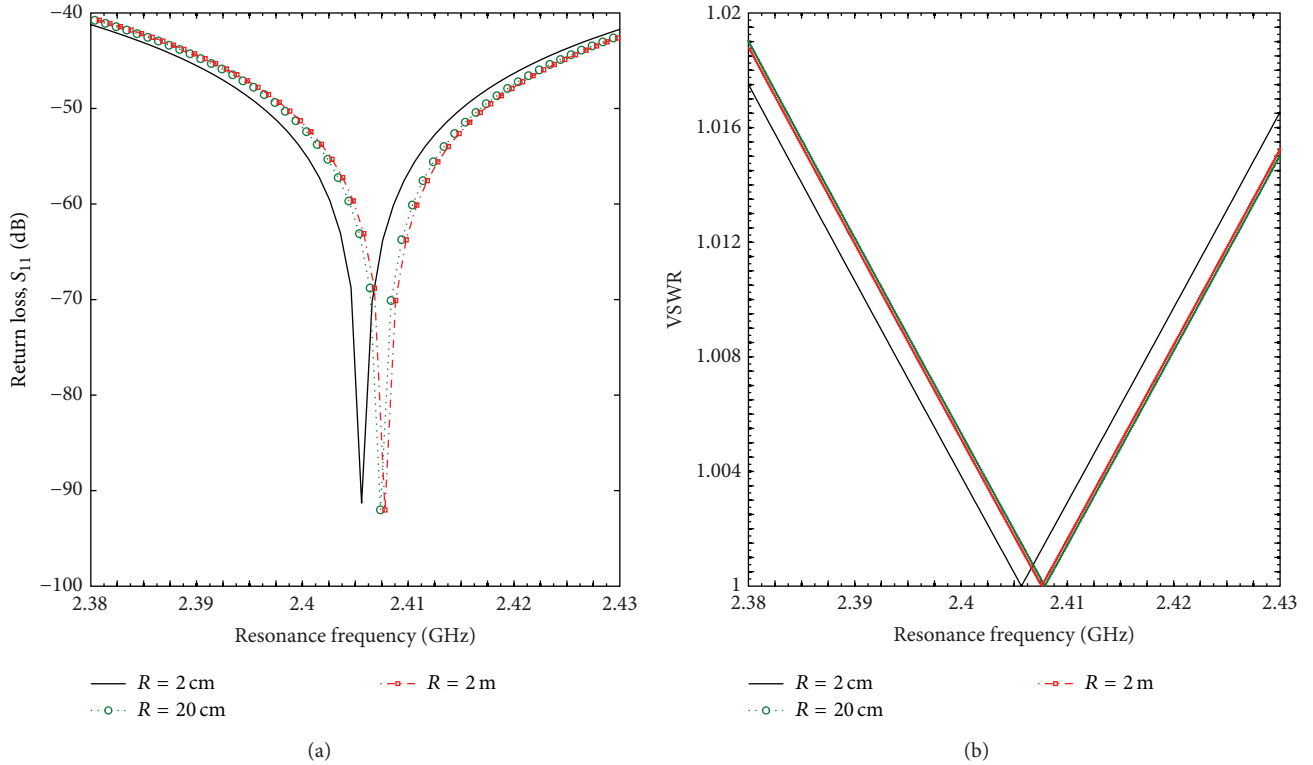 −40
−50
−60
−70
−80
−90
−100
Return loss, S11 (dB)
2.38 2.39 2.4 2.41 2.42 2.43
Resonance frequency (GHz)
R = 2 cm
R = 20 cm
R = 2 m
(a)
1.02
1.016
1.012
1.008
1.004
1
VSWR
2.38 2.39 2.4 2.41 2.42 2.43
Resonance frequency (GHz)
R = 2 cm
R = 20 cm
R = 2 m
(b)